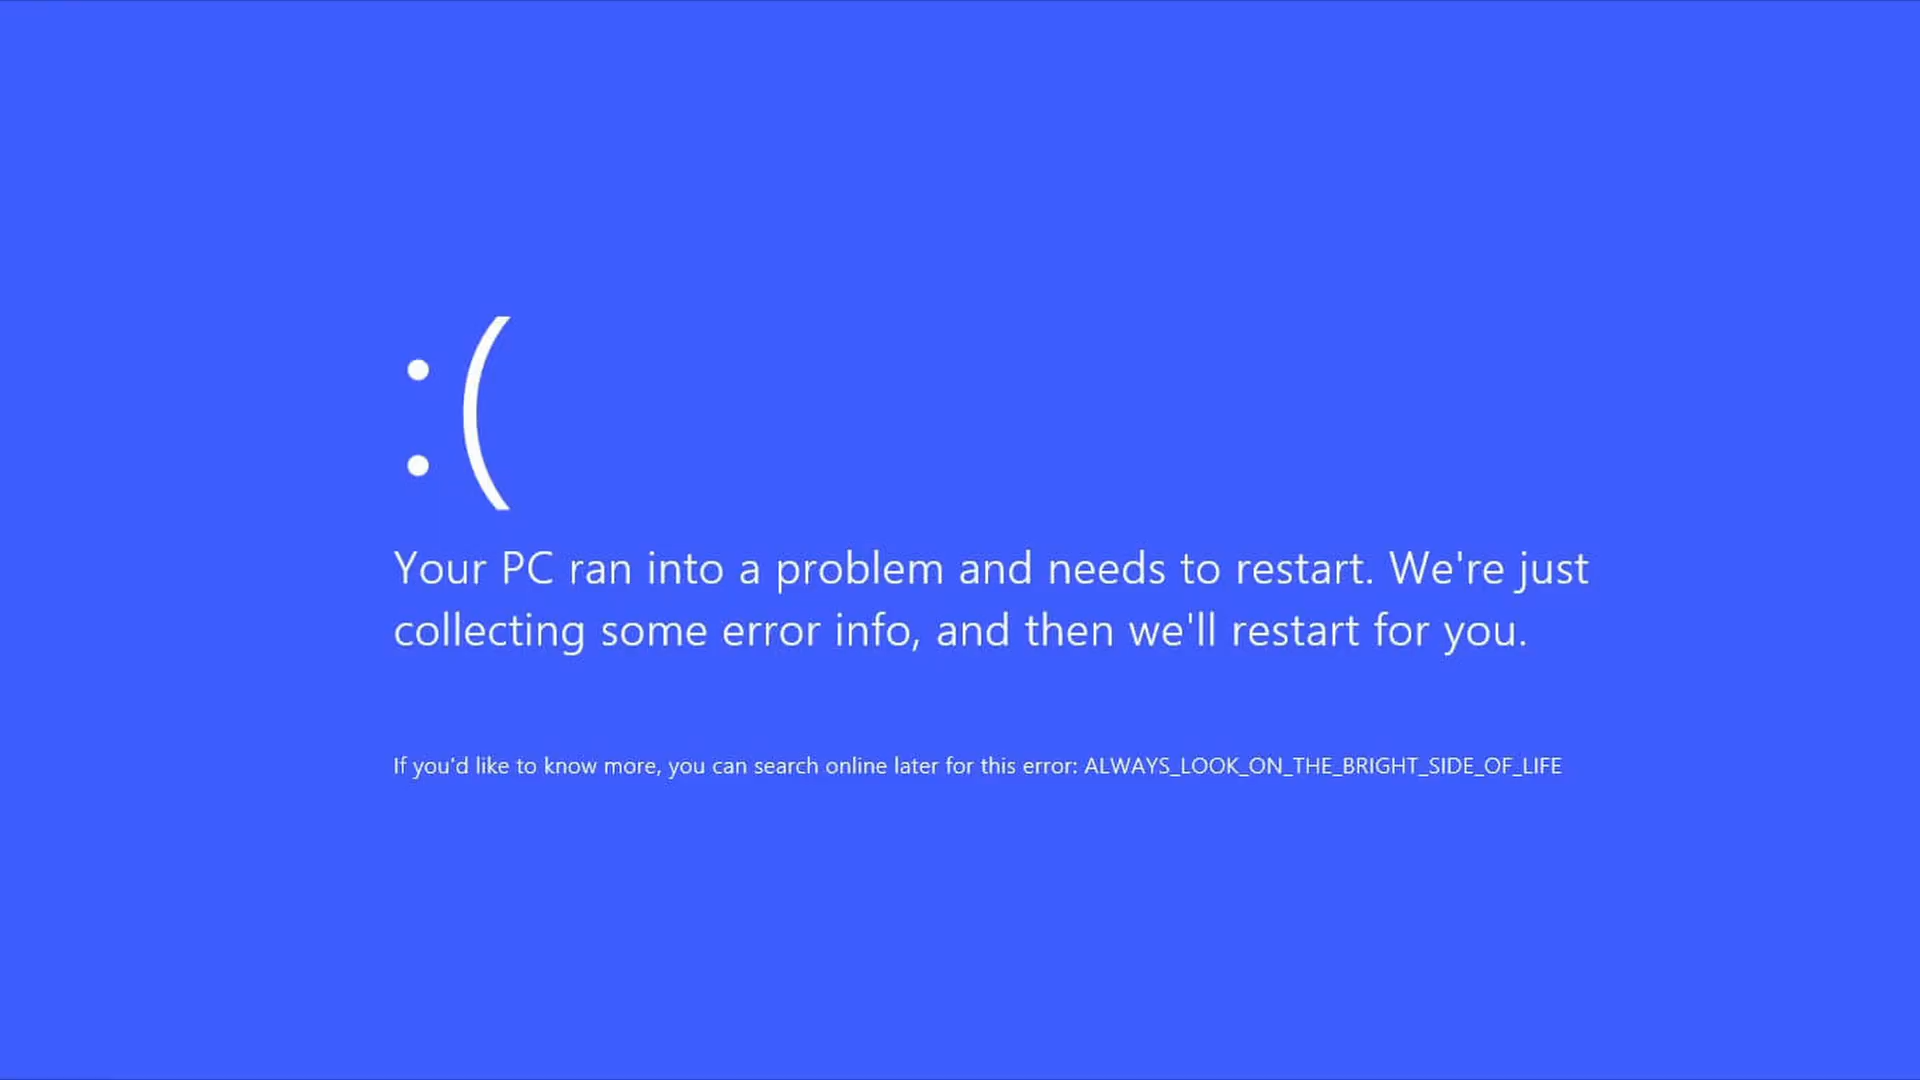 :(
Your PC ran into a problem and needs to restart. We're just
collecting some error info, and then we'll restart for you.
If you'd like to know more, you can search online later for this error: ALWAYS_LOOK_ON_THE_BRIGHT_SIDE_OF_LIFE